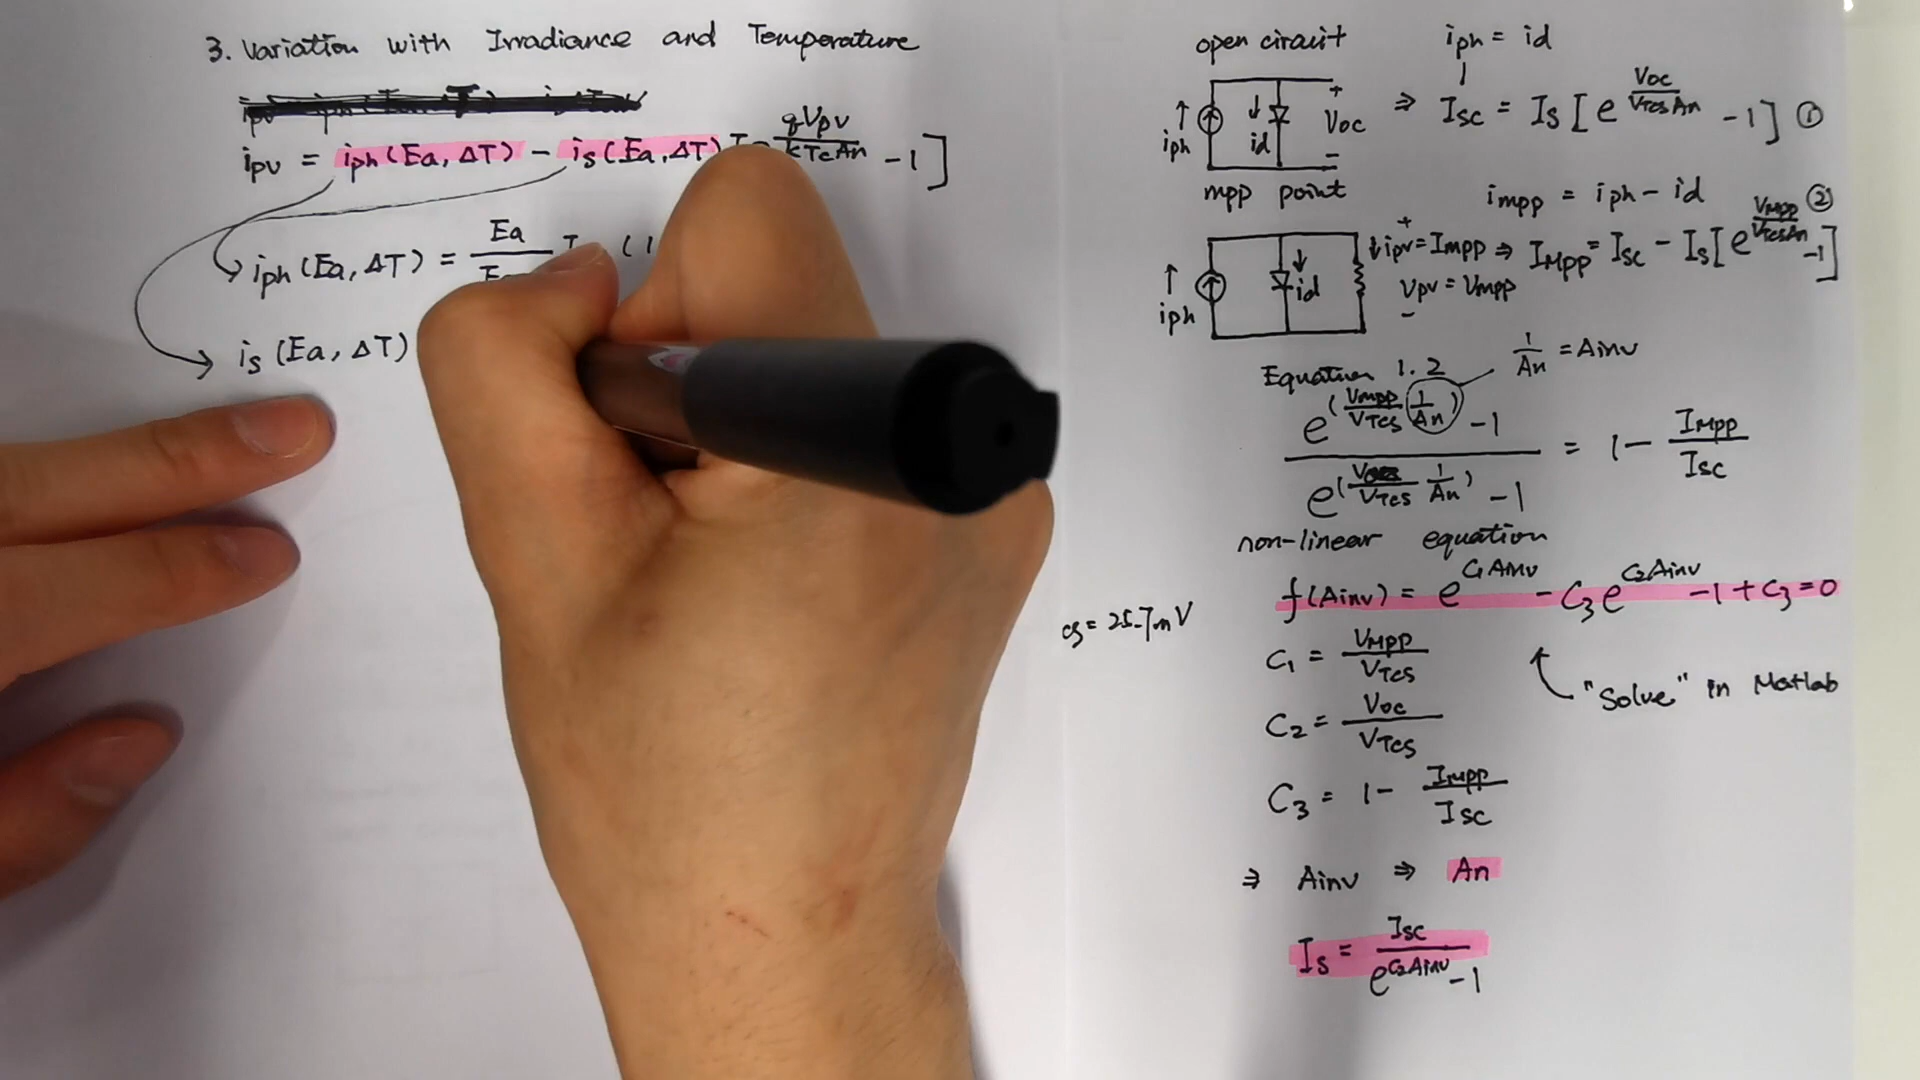 3. Variation with Irradiance and Temperature
ipv = iph(Ea, ΔT) - is(Ea, ΔT) [e^(qVpv / kTcAn) - 1]
iph(Ea, ΔT) = Ea (1
is(Ea, ΔT)
open circuit iph = id
iph id + Voc - ⇒ Isc = Is[e^(Voc / VTcsAn) - 1] ①
mpp point impp = iph - id
iph id + ipv = Impp ⇒ IMPP = Isc - Is[e^(VMPP / VTcsAn) - 1] ②
vpv = Vmpp -
Equation 1.2 1/An = Ainv
(e^(VMPP/VTcs 1/An) - 1) / (e^(Voc/VTcs 1/An) - 1) = 1 - IMPP/Isc
non-linear equation
f(Ainv) = e^(C1Ainv) - C3e^(C2Ainv) - 1 + C3 = 0
cs = 25.7mV
C1 = VMPP / VTcs
"Solve" in Matlab
C2 = Voc / VTcs
C3 = 1 - IMPP / Isc
⇒ Ainv ⇒ An
Is = Isc / (e^(C2Ainv) - 1)